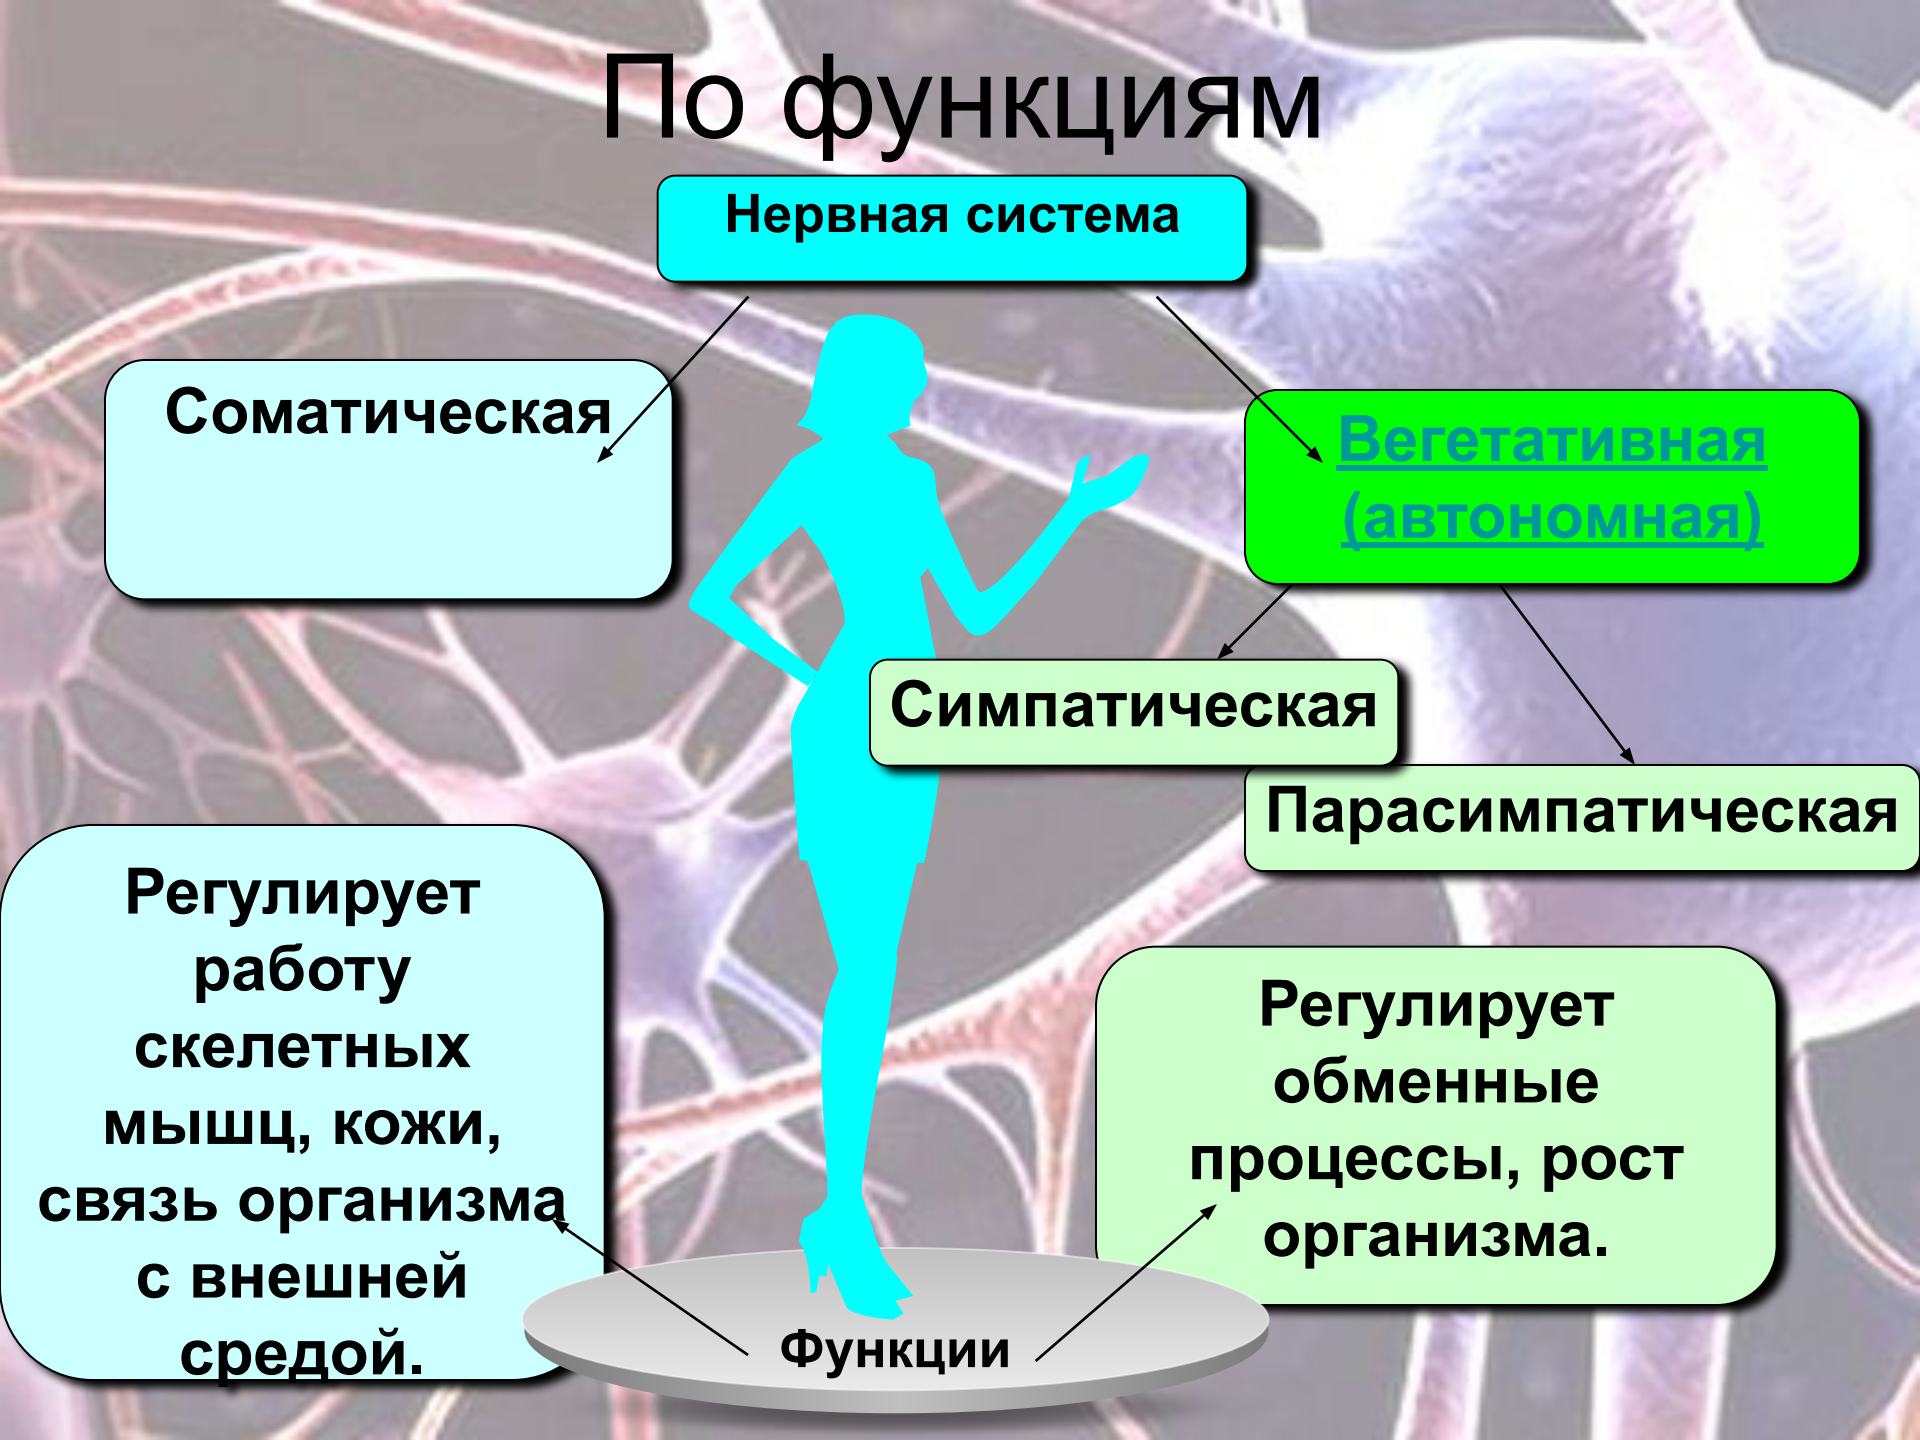 По функциям
Нервная система
Соматическая
Вегетативная
(автономная)
Симпатическая
Парасимпатическая
Регулирует
работу
скелетных
мышц, кожи,
связь организма
с внешней
средой.
Регулирует
обменные
процессы, рост
организма.
Функции